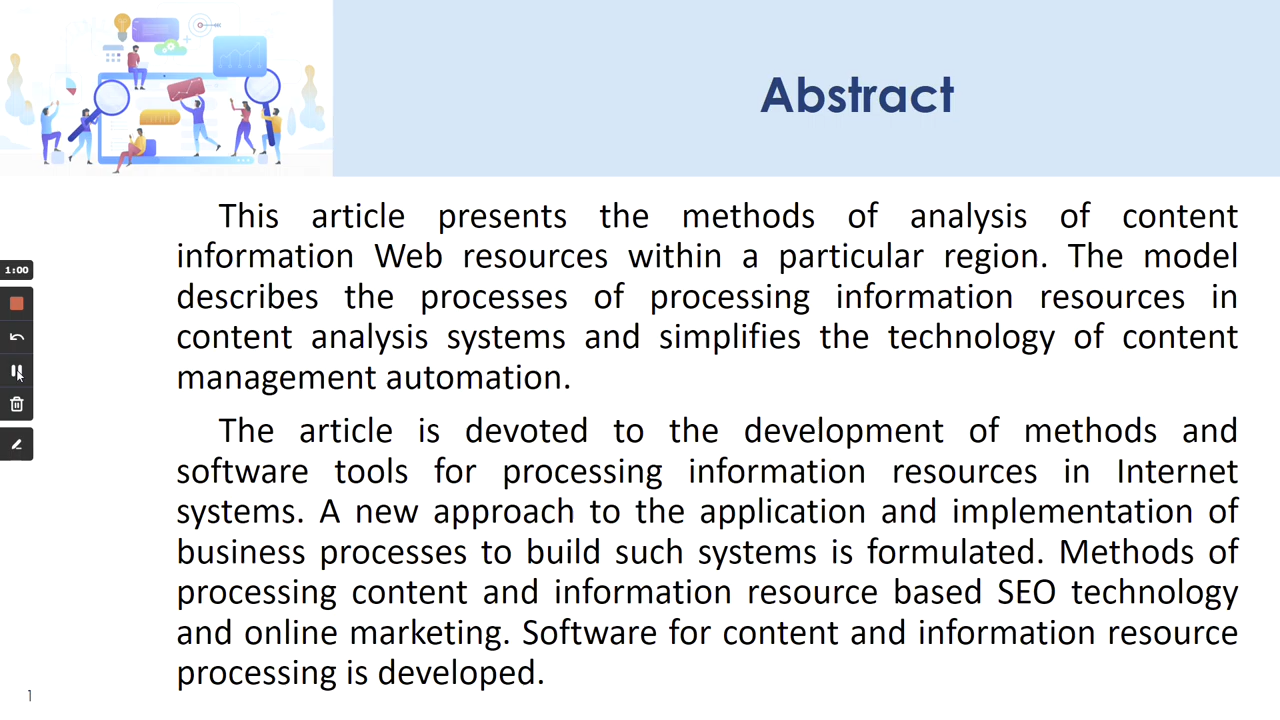 Abstract
This article presents the methods of analysis of content
information Web resources within a particular region. The model
describes the processes of processing information resources in
content analysis systems and simplifies the technology of content
management automation.
The article is devoted to the development of methods and
software tools for processing information resources in Internet
systems. A new approach to the application and implementation of
business processes to build such systems is formulated. Methods of
processing content and information resource based SEO technology
and online marketing. Software for content and information resource
processing is developed.
1:00
1